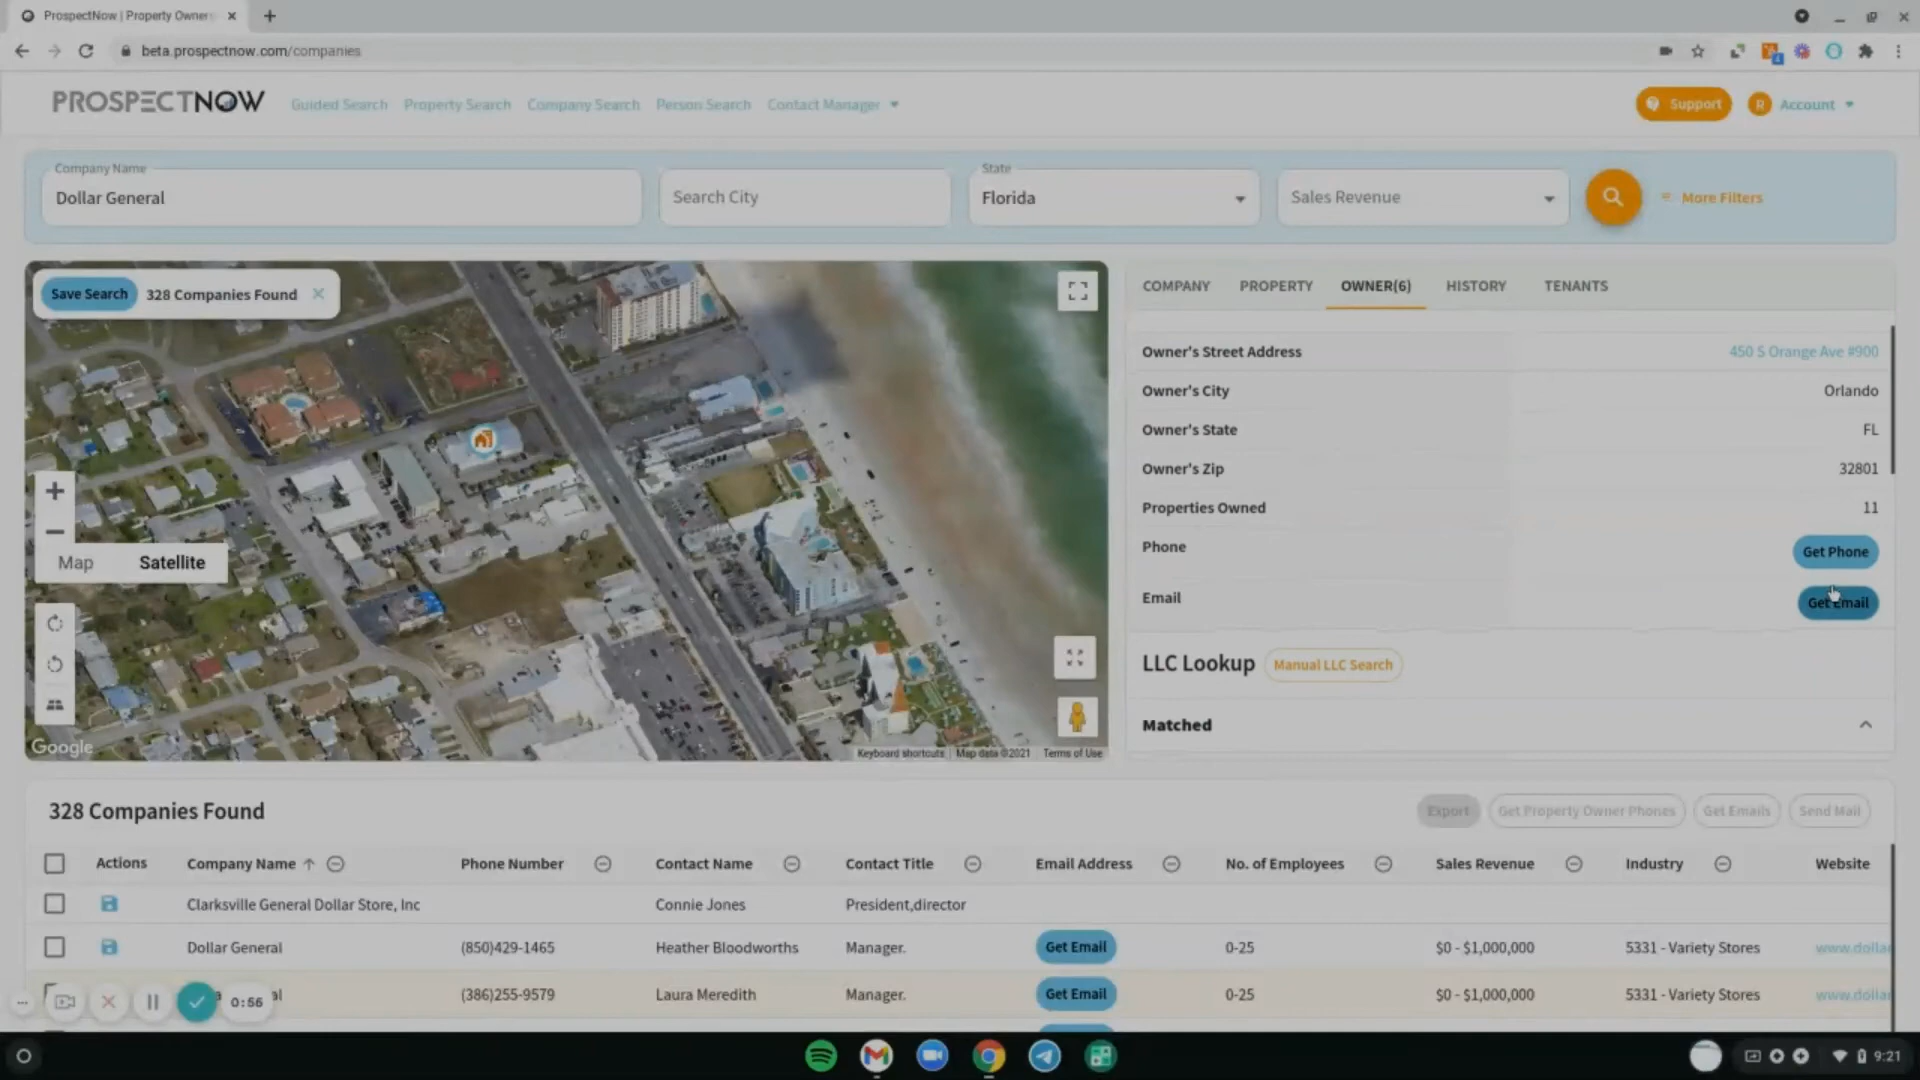 ProspectNow | Property Owner
beta.prospectnow.com/companies
PROSPECTNOW
Guided Search
Property Search
Company Search
Person Search
Contact Manager
Support
R
Account
Company Name
Dollar General
Search City
State
Florida
Sales Revenue
More Filters
Save Search
328 Companies Found
Map
Satellite
Google
Keyboard shortcuts
Map data ©2021
Terms of Use
COMPANY
PROPERTY
OWNER(6)
HISTORY
TENANTS
Owner's Street Address
450 S Orange Ave #900
Owner's City
Orlando
Owner's State
FL
Owner's Zip
32801
Properties Owned
11
Phone
Get Phone
Email
Get Email
LLC Lookup
Manual LLC Search
Matched
328 Companies Found
Export
Get Property Owner Phones
Get Emails
Send Mail
Actions
Company Name
Phone Number
Contact Name
Contact Title
Email Address
No. of Employees
Sales Revenue
Industry
Website
Clarksville General Dollar Store, Inc
Connie Jones
President,director
Dollar General
(850)429-1465
Heather Bloodworths
Manager.
Get Email
0-25
$0 - $1,000,000
5331 - Variety Stores
www.dolla
al
(386)255-9579
Laura Meredith
Manager.
Get Email
0-25
$0 - $1,000,000
5331 - Variety Stores
www.dolla
0:56
9:21